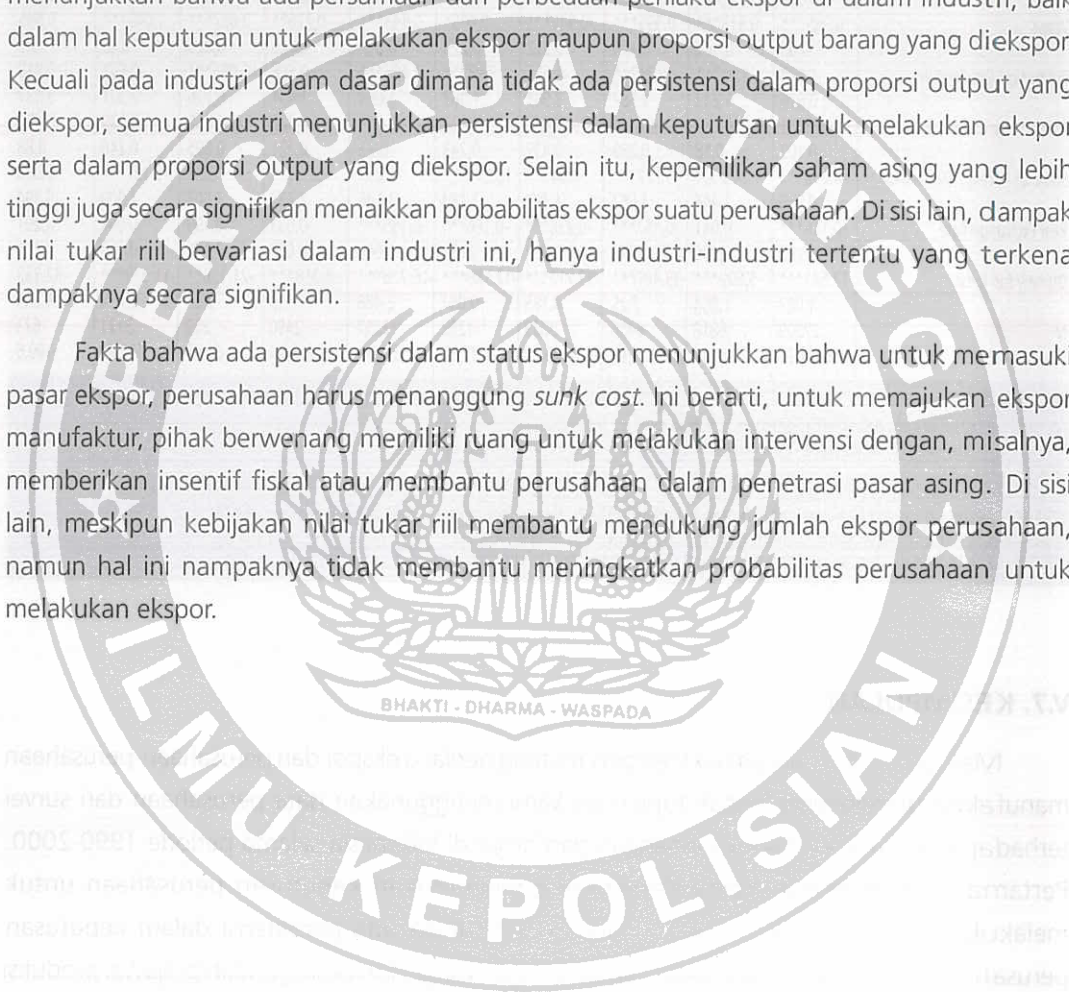 menunjukkan bahwa ada persamaan dan perbedaan perilaku ekspor di dalam industri, baik
dalam hal keputusan untuk melakukan ekspor maupun proporsi output barang yang diekspor
Kecuali pada industri logam dasar dimana tidak ada persistensi dalam proporsi output yang
diekspor, semua industri menunjukkan persistensi dalam keputusan untuk melakukan ekspor
serta dalam proporsi output yang diekspor. Selain itu, kepemilikan saham asing yang lebih
tinggi juga secara signifikan menaikkan probabilitas ekspor suatu perusahaan. Di sisi lain, dampak
nilai tukar riil bervariasi dalam industri ini, hanya industri-industri tertentu yang terkena
dampaknya secara signifikan.
Fakta bahwa ada persistensi dalam status ekspor menunjukkan bahwa untuk memasuki
pasar ekspor, perusahaan harus menanggung sunk cost. Ini berarti, untuk memajukan ekspor
manufaktur, pihak berwenang memiliki ruang untuk melakukan intervensi dengan, misalnya,
memberikan insentif fiskal atau membantu perusahaan dalam penetrasi pasar asing. Di sisi
lain, meskipun kebijakan nilai tukar riil membantu mendukung jumlah ekspor perusahaan,
namun hal ini nampaknya tidak membantu meningkatkan probabilitas perusahaan untuk
melakukan ekspor.
PERGURUAN TINGGI
BHAKTI - DHARMA - WASPADA
ILMU KEPOLISIAN